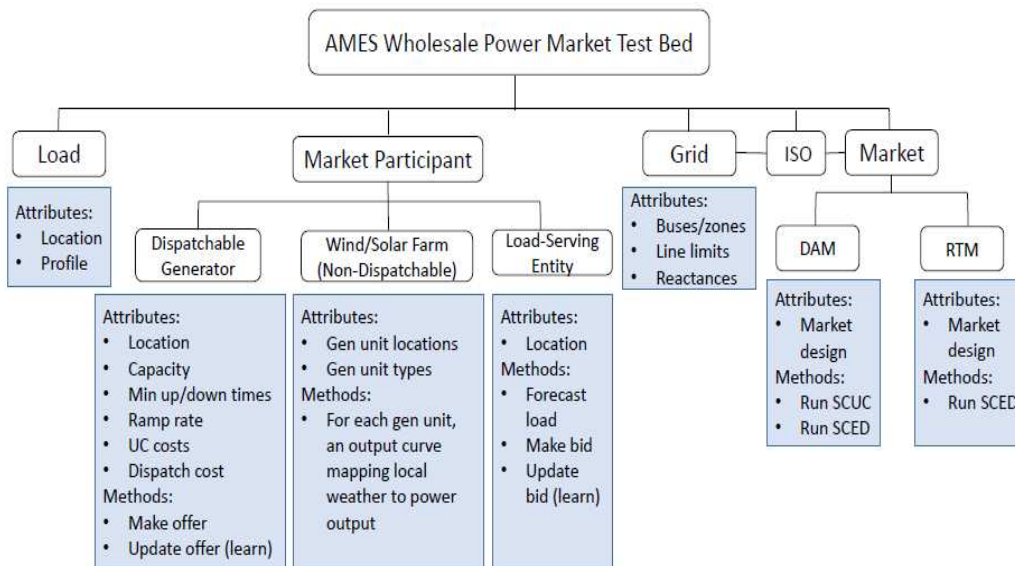 AMES Wholesale Power Market Test Bed
Load
Market Participant
Grid
ISO
Market
Attributes:
• Location
• Profile
Dispatchable
Generator
Wind/Solar Farm
(Non-Dispatchable)
Load-Serving
Entity
Attributes:
• Buses/zones
• Line limits
• Reactances
DAM
RTM
Attributes:
• Location
• Capacity
• Min up/down times
• Ramp rate
• UC costs
• Dispatch cost
Methods:
• Make offer
• Update offer (learn)
Attributes:
• Gen unit locations
• Gen unit types
Methods:
• For each gen unit,
an output curve
mapping local
weather to power
output
Attributes:
• Location
Methods:
• Forecast
load
• Make bid
• Update
bid (learn)
Attributes:
• Market
design
Methods:
• Run SCUC
• Run SCED
Attributes:
• Market
design
Methods:
• Run SCED